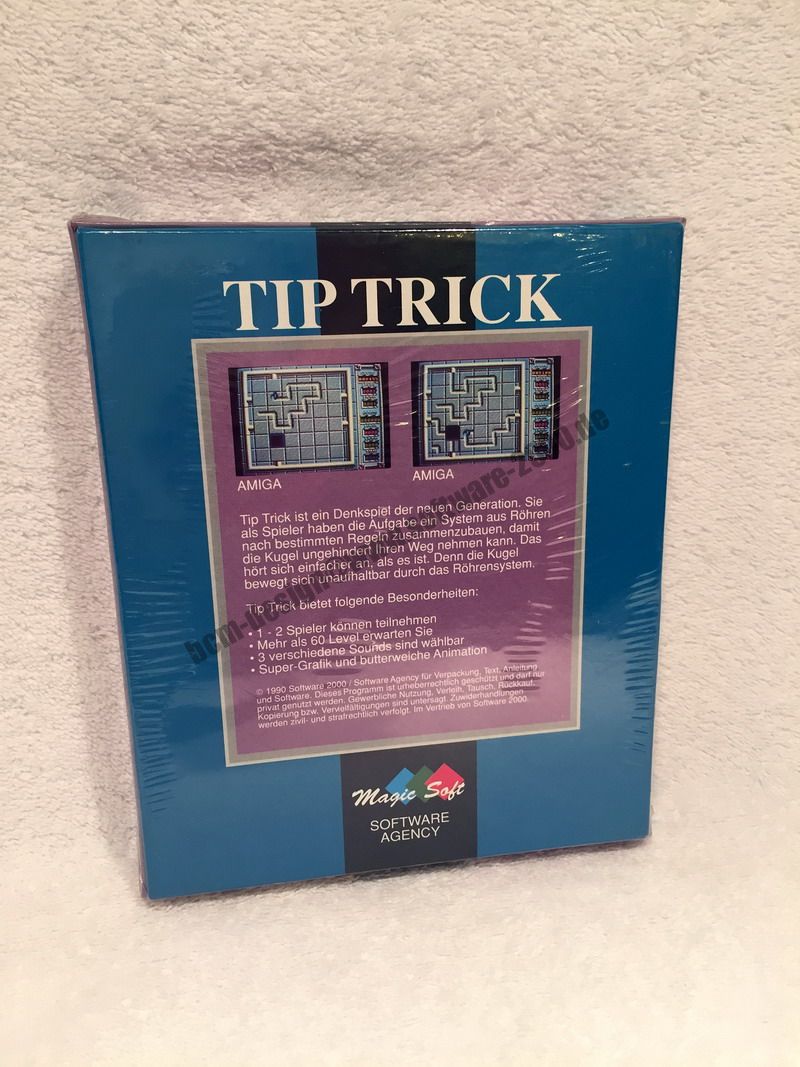 TIP TRICK
AMIGA
AMIGA
Tip Trick ist ein Denkspiel der neuen Generation. Sie
als Spieler haben die Aufgabe ein System aus Röhren
nach bestimmten Regeln zusammenzubauen, damit
die Kugel ungehindert Ihren Weg nehmen kann. Das
hört sich einfacher an, als es ist. Denn die Kugel
bewegt sich unaufhaltbar durch das Röhrensystem.
Tip Trick bietet folgende Besonderheiten:
• 1 - 2 Spieler können teilnehmen
• Mehr als 60 Level erwarten Sie
• 3 verschiedene Sounds sind wählbar
• Super-Grafik und butterweiche Animation
© 1990 Software 2000 / Software Agency für Verpackung, Text, Anleitung
und Software. Dieses Programm ist urheberrechtlich geschützt und darf nur
privat genutzt werden. Gewerbliche Nutzung, Verleih, Tausch, Rückkauf,
Kopierung bzw. Vervielfältigungen sind untersagt. Zuwiderhandlungen
werden zivil- und strafrechtlich verfolgt. Im Vertrieb von Software 2000.
Magic Soft
SOFTWARE
AGENCY